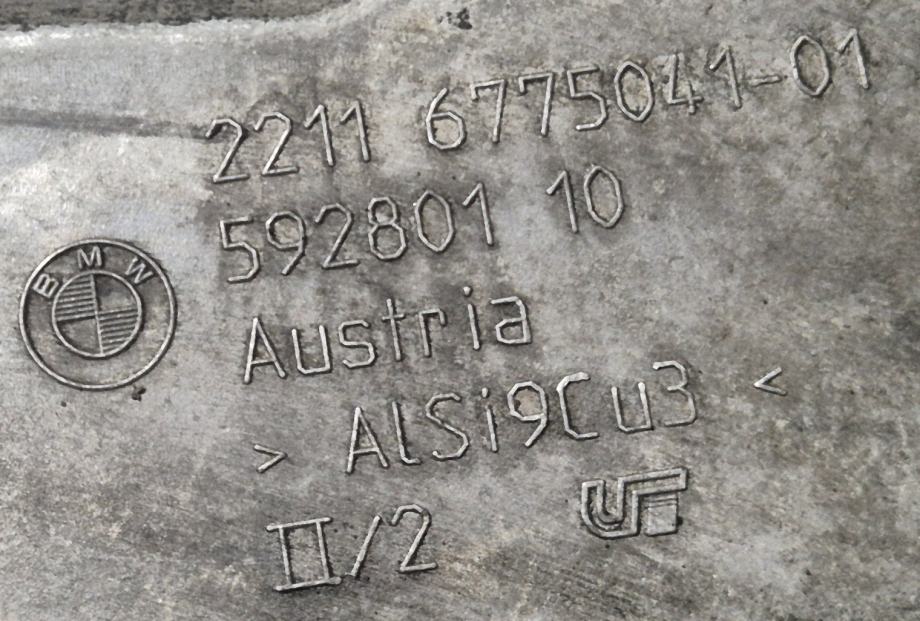 2211 6775041-01
592801 10
BMW
Austria
> AlSi9Cu3 <
II/2